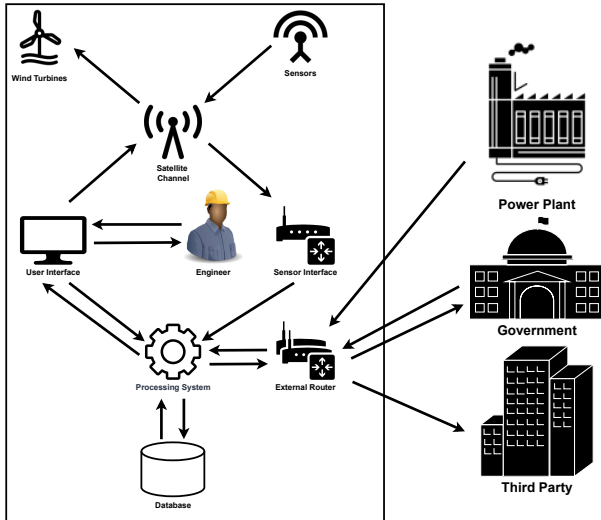 Wind Turbines
Sensors
Satellite
Channel
Power Plant
User Interface
Engineer
Sensor Interface
Government
Processing System
External Router
Third Party
Database